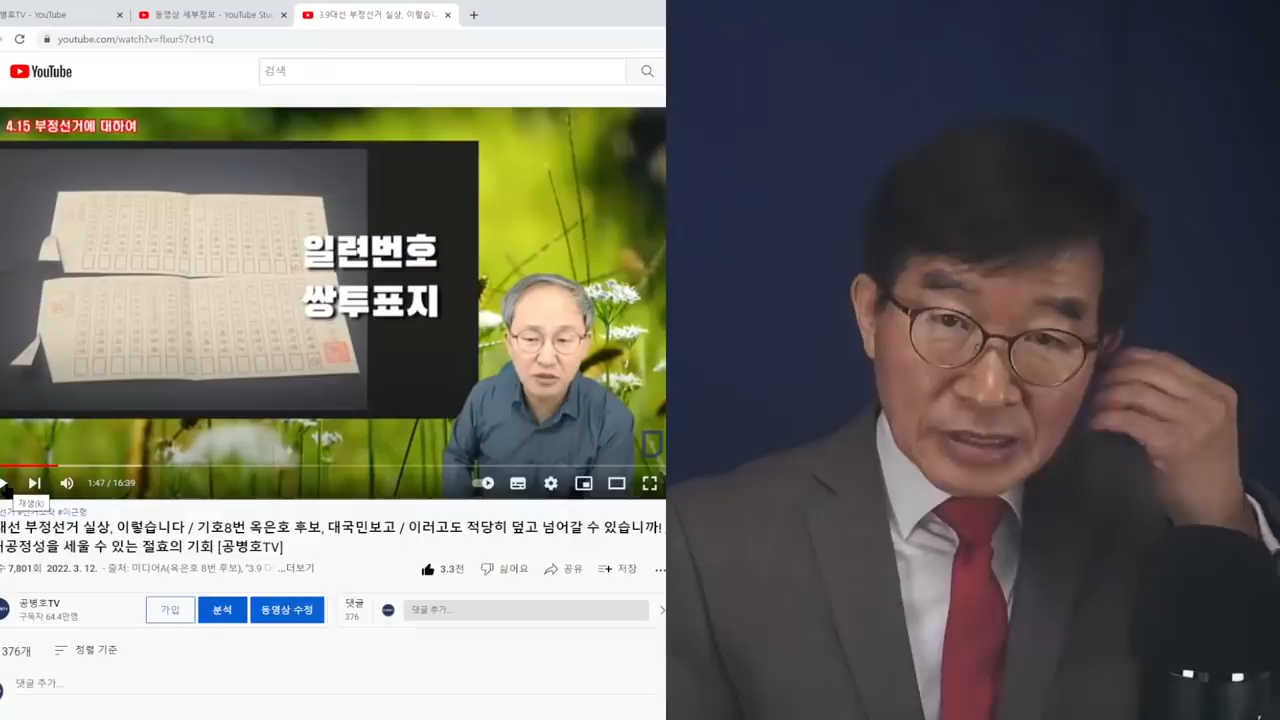 병호TV - YouTube
동영상 세부정보 - YouTube Stu
3.9대선 부정선거 실상, 이렇습니
youtube.com/watch?v=flxur57cH1Q
YouTube
검색
4.15 부정선거에 대하여
일련번호
쌍투표지
1:47 / 16:39
재생(k)
#이근형
대선 부정선거 실상, 이렇습니다 / 기호8번 옥은호 후보, 대국민보고 / 이러고도 적당히 덮고 넘어갈 수 있습니까!
공정성을 세울 수 있는 절효의 기회 [공병호TV]
7,801회 2022. 3. 12. - 출처: 미디어A(옥은호 8번 후보), "3.9 ...더보기
3.3천
싫어요
공유
저장
공병호TV
구독자 64.4만명
가입
분석
동영상 수정
댓글
376
댓글 추가...
376개
정렬 기준
댓글 추가...